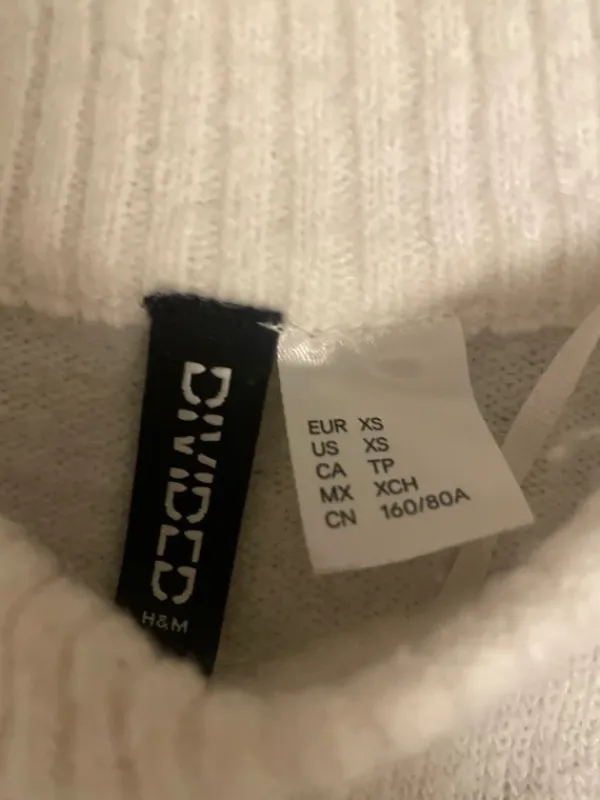 DIVIDED
H&M
EUR XS
US XS
CA TP
MX XCH
CN 160/80A